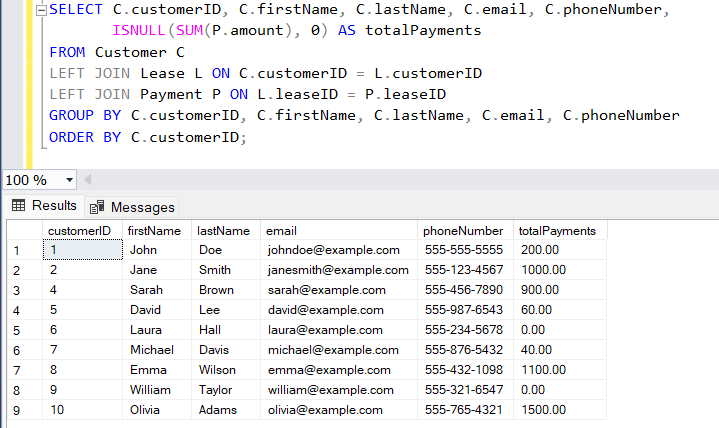 SELECT C.customerID, C.firstName, C.lastName, C.email, C.phoneNumber,
ISNULL(SUM(P.amount), 0) AS totalPayments
FROM Customer C
LEFT JOIN Lease L ON C.customerID = L.customerID
LEFT JOIN Payment P ON L.leaseID = P.leaseID
GROUP BY C.customerID, C.firstName, C.lastName, C.email, C.phoneNumber
ORDER BY C.customerID;
100 %
Results Messages
customerID firstName lastName email phoneNumber totalPayments
1 1 John Doe johndoe@example.com 555-555-5555 200.00
2 2 Jane Smith janesmith@example.com 555-123-4567 1000.00
3 4 Sarah Brown sarah@example.com 555-456-7890 900.00
4 5 David Lee david@example.com 555-987-6543 60.00
5 6 Laura Hall laura@example.com 555-234-5678 0.00
6 7 Michael Davis michael@example.com 555-876-5432 40.00
7 8 Emma Wilson emma@example.com 555-432-1098 1100.00
8 9 William Taylor william@example.com 555-321-6547 0.00
9 10 Olivia Adams olivia@example.com 555-765-4321 1500.00